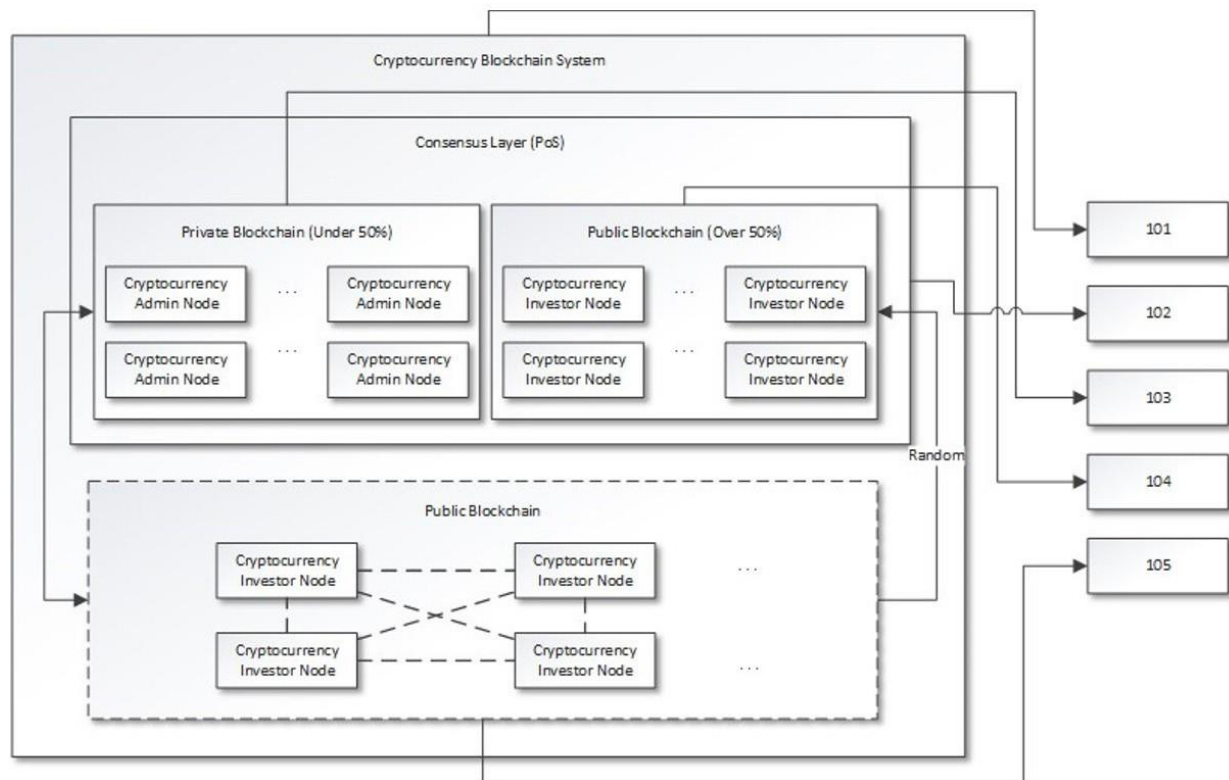 Cryptocurrency Blockchain System
Consensus Layer (PoS)
Private Blockchain (Under 50%)
Cryptocurrency
Admin Node
. . .
Cryptocurrency
Admin Node
Cryptocurrency
Admin Node
. . .
Cryptocurrency
Admin Node
Public Blockchain (Over 50%)
Cryptocurrency
Investor Node
. . .
Cryptocurrency
Investor Node
Cryptocurrency
Investor Node
. . .
Cryptocurrency
Investor Node
Random
Public Blockchain
Cryptocurrency
Investor Node
Cryptocurrency
Investor Node
. . .
Cryptocurrency
Investor Node
Cryptocurrency
Investor Node
. . .
101
102
103
104
105